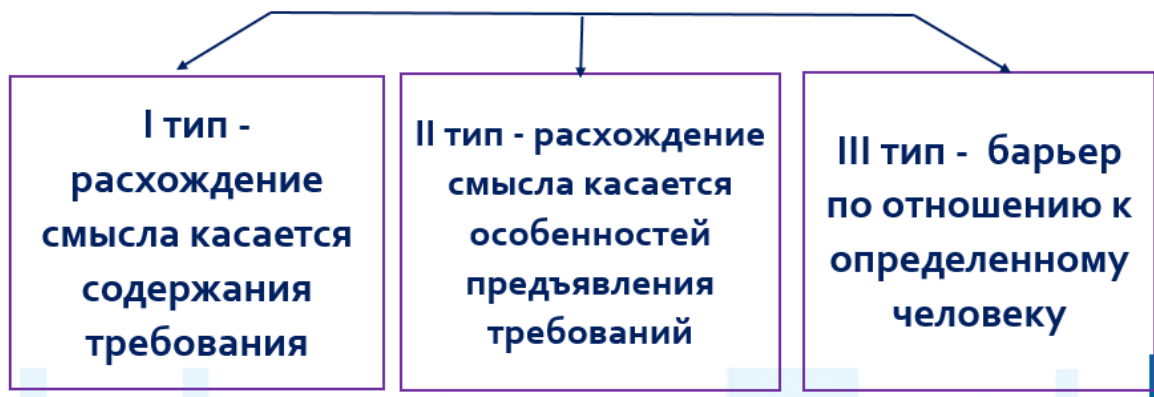 I тип -
расхождение
смысла касается
содержания
требования
II тип - расхождение
смысла касается
особенностей
предъявления
требований
III тип - барьер
по отношению к
определенному
человеку